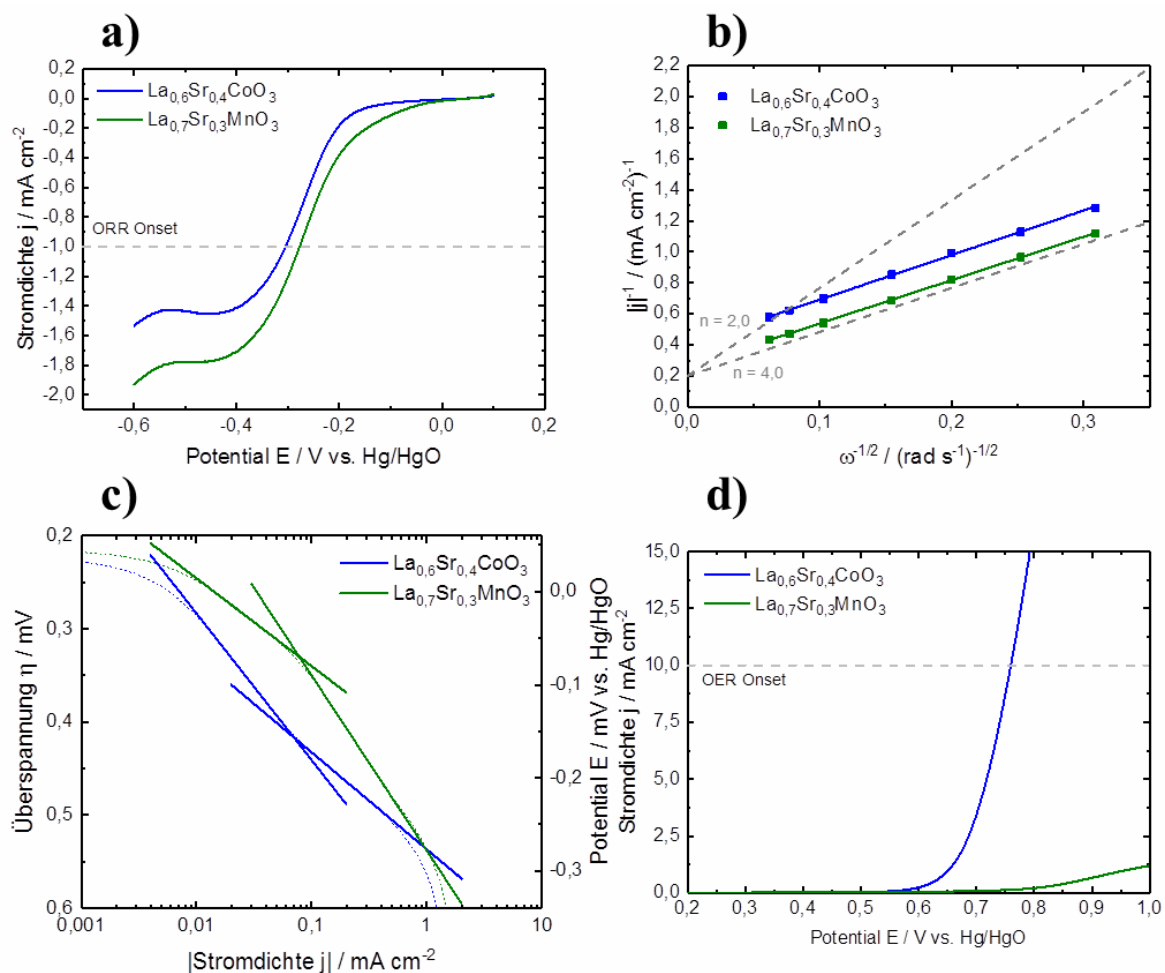 a)
0,2
0,0
-0,2
-0,4
-0,6
-0,8
-1,0
-1,2
-1,4
-1,6
-1,8
-2,0
Stromdichte j / mA cm⁻²
La₀,₆Sr₀,₄CoO₃
La₀,₇Sr₀,₃MnO₃
ORR Onset
-0,6 -0,4 -0,2 0,0 0,2
Potential E / V vs. Hg/HgO
b)
2,2
2,0
1,8
1,6
1,4
1,2
1,0
0,8
0,6
0,4
0,2
0,0
|j|⁻¹ / (mA cm⁻²)⁻¹
La₀,₆Sr₀,₄CoO₃
La₀,₇Sr₀,₃MnO₃
n = 2,0
n = 4,0
0,0 0,1 0,2 0,3
ω⁻¹/² / (rad s⁻¹)⁻¹/²
c)
0,2
0,3
0,4
0,5
0,6
Überspannung η / mV
La₀,₆Sr₀,₄CoO₃
La₀,₇Sr₀,₃MnO₃
0,0
-0,1
-0,2
-0,3
Potential E / mV vs. Hg/HgO
0,001 0,01 0,1 1 10
|Stromdichte j| / mA cm⁻²
d)
15,0
12,5
10,0
7,5
5,0
2,5
0,0
Stromdichte j / mA cm⁻²
La₀,₆Sr₀,₄CoO₃
La₀,₇Sr₀,₃MnO₃
OER Onset
0,2 0,3 0,4 0,5 0,6 0,7 0,8 0,9 1,0
Potential E / V vs. Hg/HgO